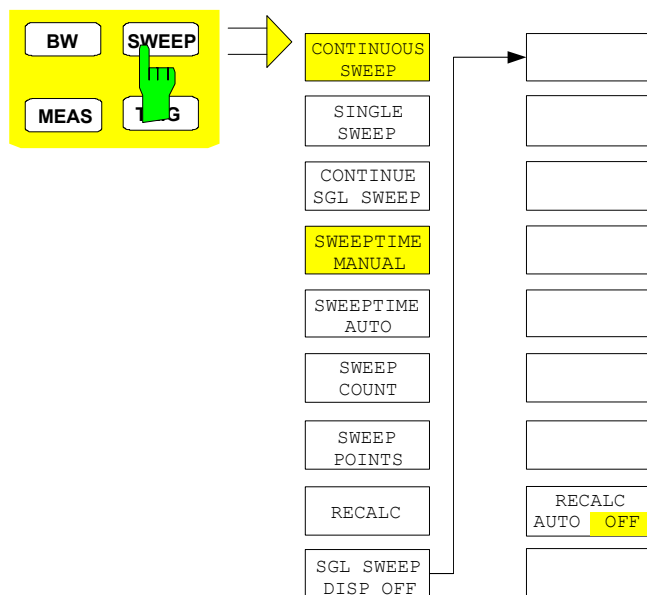 BW
SWEEP
MEAS
CONTINUOUS
SWEEP
SINGLE
SWEEP
CONTINUE
SGL SWEEP
SWEEPTIME
MANUAL
SWEEPTIME
AUTO
SWEEP
COUNT
SWEEP
POINTS
RECALC
SGL SWEEP
DISP OFF
RECALC
AUTO OFF